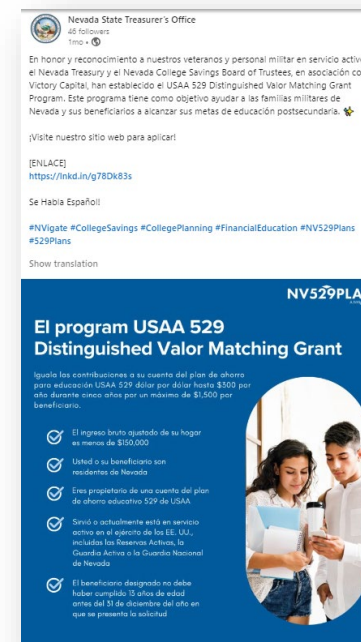 Nevada State Treasurer's Office
46 followers
1mo •
En honor y reconocimiento a nuestros veteranos y personal militar en servicio activo
el Nevada Treasury y el Nevada College Savings Board of Trustees, en asociación co
Victory Capital, han establecido el USAA 529 Distinguished Valor Matching Grant
Program. Este programa tiene como objetivo ayudar a las familias militares de
Nevada y sus beneficiarios a alcanzar sus metas de educación postsecundaria.
¡Visite nuestro sitio web para aplicar!
[ENLACE]
https://lnkd.in/g78Dk83s
Se Habla Español!
#NVigate #CollegeSavings #CollegePlanning #FinancialEducation #NV529Plans
#529Plans
Show translation
NV529PLA
El program USAA 529
Distinguished Valor Matching Grant
Iguala las contribuciones a su cuenta del plan de ahorro
para educación USAA 529 dólar por dólar hasta $300 por
año durante cinco años por un máximo de $1,500 por
beneficiario.
El ingreso bruto ajustado de su hogar
es menos de $150,000
Usted o su beneficiario son
residentes de Nevada
Eres propietario de una cuenta del plan
de ahorro educativo 529 de USAA
Sirvió o actualmente está en servicio
activo en el ejército de los EE. UU.,
incluidas las Reservas Activas, la
Guardia Activa o la Guardia Nacional
de Nevada
El beneficiario designado no debe
haber cumplido 13 años de edad
antes del 31 de diciembre del año en
que se presenta la solicitud